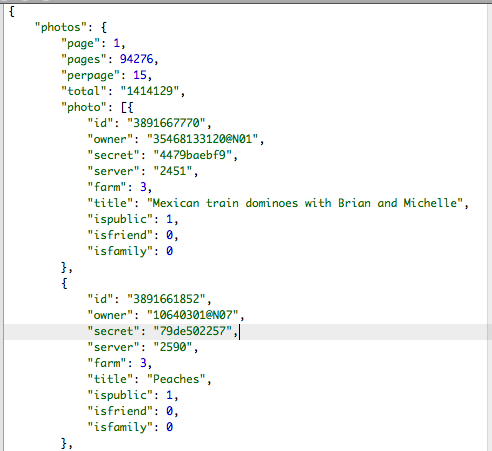 {
    "photos": {
        "page": 1,
        "pages": 94276,
        "perpage": 15,
        "total": "1414129",
        "photo": [{
            "id": "3891667770",
            "owner": "35468133120@N01",
            "secret": "4479baebf9",
            "server": "2451",
            "farm": 3,
            "title": "Mexican train dominoes with Brian and Michelle",
            "ispublic": 1,
            "isfriend": 0,
            "isfamily": 0
        },
        {
            "id": "3891661852",
            "owner": "10640301@N07",
            "secret": "79de502257",
            "server": "2590",
            "farm": 3,
            "title": "Peaches",
            "ispublic": 1,
            "isfriend": 0,
            "isfamily": 0
        },